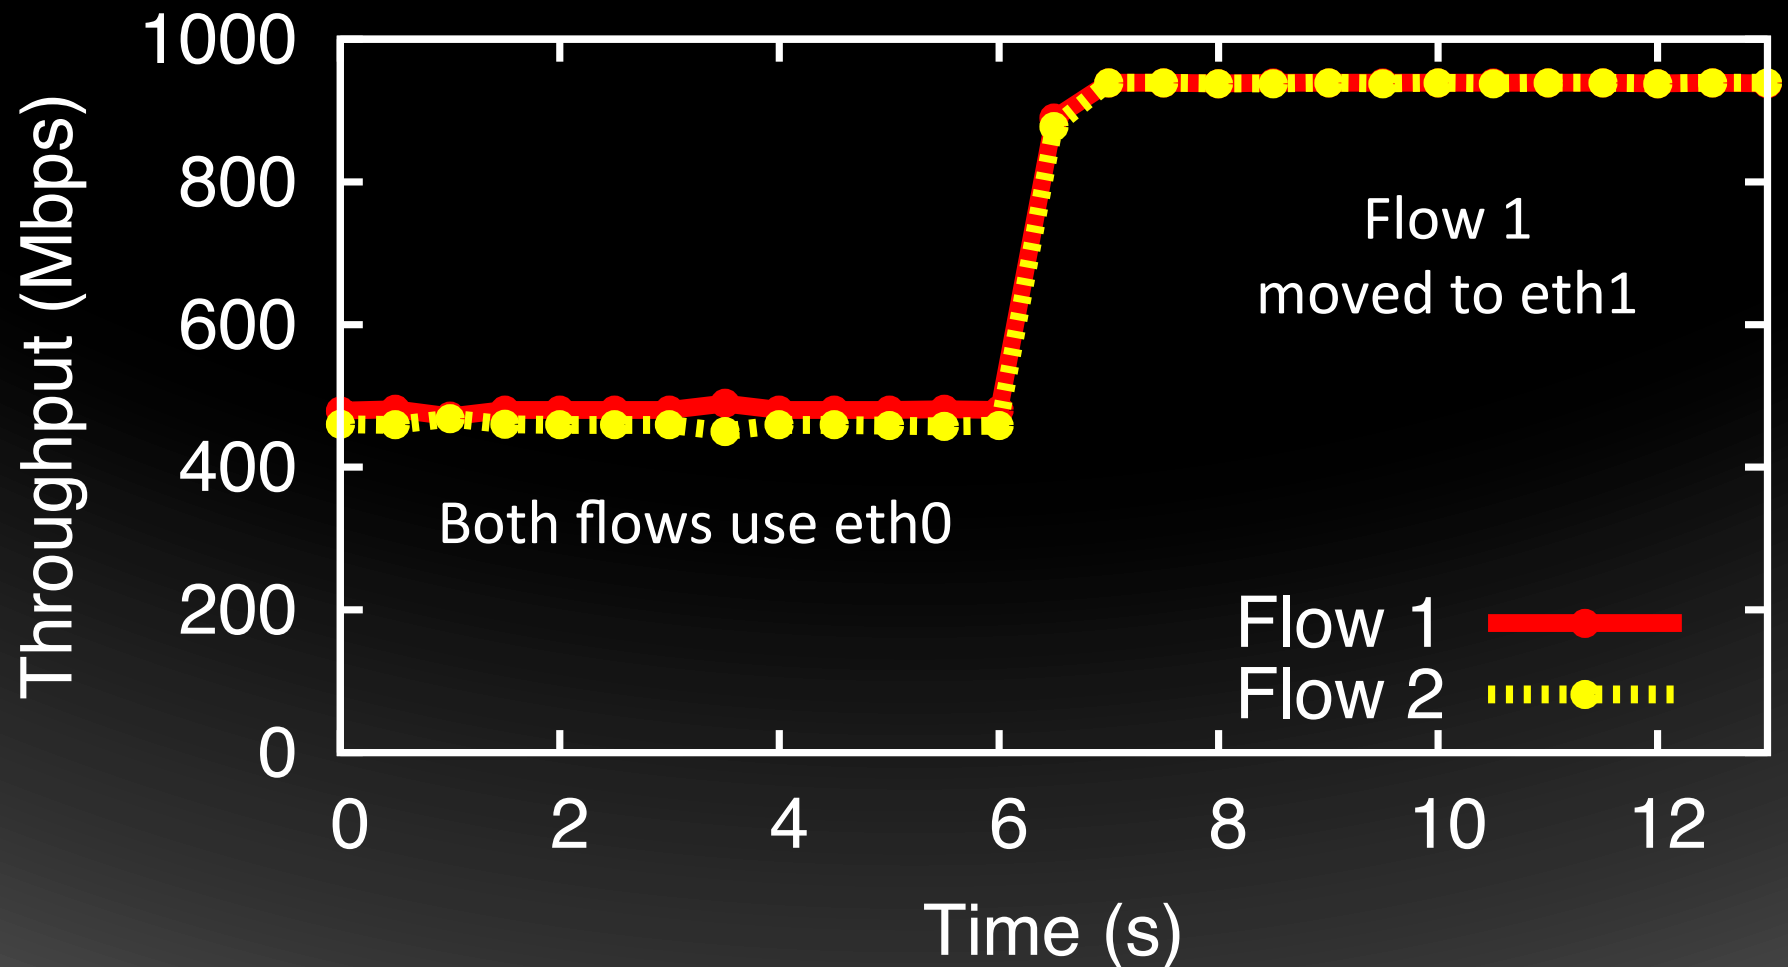 Throughput (Mbps)
1000
800
600
400
200
0
Flow 1
moved to eth1
Both flows use eth0
Flow 1
Flow 2
0 2 4 6 8 10 12
Time (s)